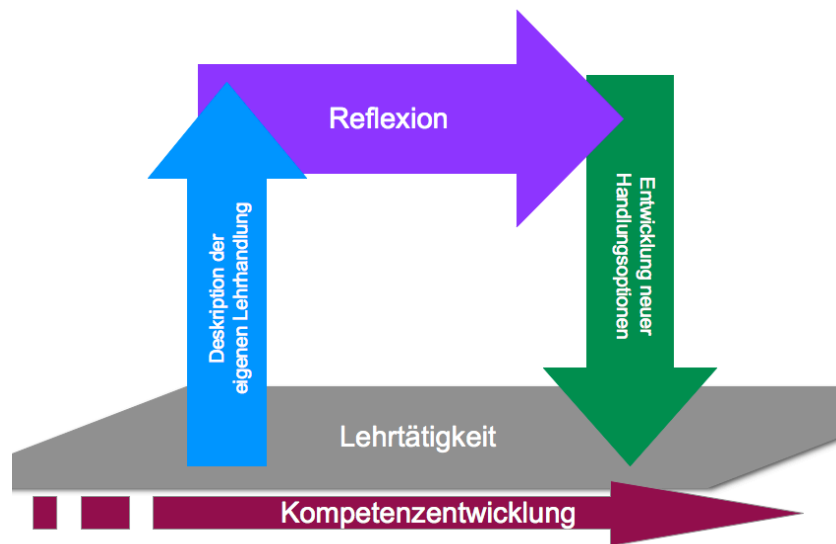 Reflexion
Deskription der
eigenen Lehrhandlung
Entwicklung neuer
Handlungsoptionen
Lehrtätigkeit
Kompetenzentwicklung